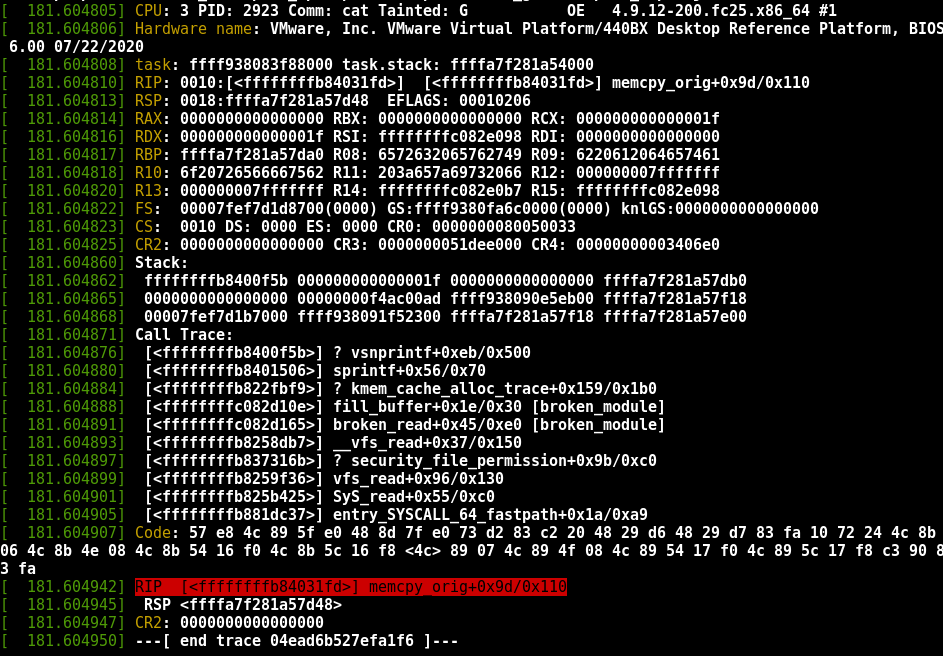 [  181.604805] CPU: 3 PID: 2923 Comm: cat Tainted: G           OE   4.9.12-200.fc25.x86_64 #1
[  181.604806] Hardware name: VMware, Inc. VMware Virtual Platform/440BX Desktop Reference Platform, BIOS
 6.00 07/22/2020
[  181.604808] task: ffff938083f88000 task.stack: ffffa7f281a54000
[  181.604810] RIP: 0010:[<ffffffffb84031fd>]  [<ffffffffb84031fd>] memcpy_orig+0x9d/0x110
[  181.604813] RSP: 0018:ffffa7f281a57d48  EFLAGS: 00010206
[  181.604814] RAX: 0000000000000000 RBX: 0000000000000000 RCX: 000000000000001f
[  181.604816] RDX: 000000000000001f RSI: ffffffffc082e098 RDI: 0000000000000000
[  181.604817] RBP: ffffa7f281a57da0 R08: 6572632065762749 R09: 6220612064657461
[  181.604818] R10: 6f20726566667562 R11: 203a657a69732066 R12: 000000007fffffff
[  181.604820] R13: 000000007fffffff R14: ffffffffc082e0b7 R15: ffffffffc082e098
[  181.604822] FS:  00007fef7d1d8700(0000) GS:ffff9380fa6c0000(0000) knlGS:0000000000000000
[  181.604823] CS:  0010 DS: 0000 ES: 0000 CR0: 0000000080050033
[  181.604825] CR2: 0000000000000000 CR3: 0000000051dee000 CR4: 00000000003406e0
[  181.604860] Stack:
[  181.604862]  ffffffffb8400f5b 000000000000001f 0000000000000000 ffffa7f281a57db0
[  181.604865]  0000000000000000 00000000f4ac00ad ffff938090e5eb00 ffffa7f281a57f18
[  181.604868]  00007fef7d1b7000 ffff938091f52300 ffffa7f281a57f18 ffffa7f281a57e00
[  181.604871] Call Trace:
[  181.604876]  [<ffffffffb8400f5b>] ? vsnprintf+0xeb/0x500
[  181.604880]  [<ffffffffb8401506>] sprintf+0x56/0x70
[  181.604884]  [<ffffffffb822fbf9>] ? kmem_cache_alloc_trace+0x159/0x1b0
[  181.604888]  [<ffffffffc082d10e>] fill_buffer+0x1e/0x30 [broken_module]
[  181.604891]  [<ffffffffc082d165>] broken_read+0x45/0xe0 [broken_module]
[  181.604893]  [<ffffffffb8258db7>] __vfs_read+0x37/0x150
[  181.604897]  [<ffffffffb837316b>] ? security_file_permission+0x9b/0xc0
[  181.604899]  [<ffffffffb8259f36>] vfs_read+0x96/0x130
[  181.604901]  [<ffffffffb825b425>] SyS_read+0x55/0xc0
[  181.604905]  [<ffffffffb881dc37>] entry_SYSCALL_64_fastpath+0x1a/0xa9
[  181.604907] Code: 57 e8 4c 89 5f e0 48 8d 7f e0 73 d2 83 c2 20 48 29 d6 48 29 d7 83 fa 10 72 24 4c 8b
06 4c 8b 4e 08 4c 8b 54 16 f0 4c 8b 5c 16 f8 <4c> 89 07 4c 89 4f 08 4c 89 54 17 f0 4c 89 5c 17 f8 c3 90 8
3 fa
[  181.604942] RIP  [<ffffffffb84031fd>] memcpy_orig+0x9d/0x110
[  181.604945]  RSP <ffffa7f281a57d48>
[  181.604947] CR2: 0000000000000000
[  181.604950] ---[ end trace 04ead6b527efa1f6 ]---